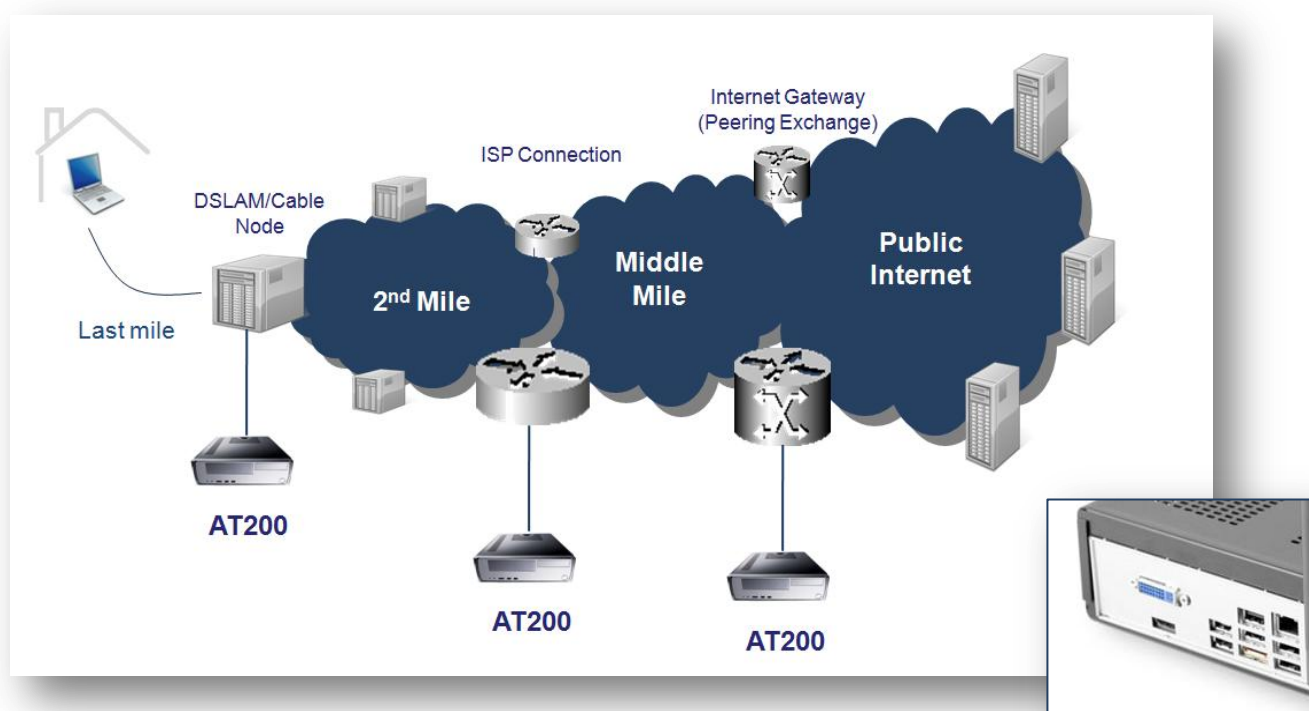 Internet Gateway
(Peering Exchange)
ISP Connection
DSLAM/Cable
Node
Public
Internet
Middle
Mile
2nd Mile
Last mile
AT200
AT200
AT200